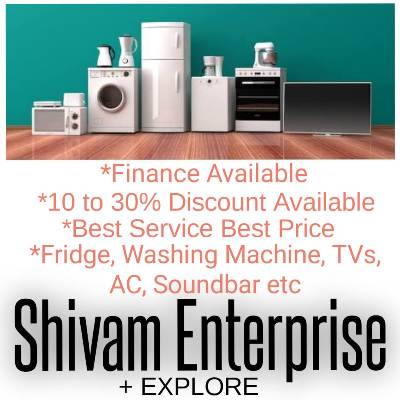 *Finance Available
*10 to 30% Discount Available
*Best Service Best Price
*Fridge, Washing Machine, TVs,
AC, Soundbar etc
Shivam Enterprise
+ EXPLORE